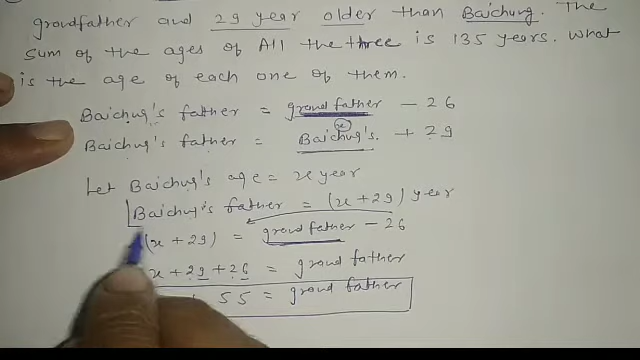 grandfather and 29 year older than Baichung. The
sum of the ages of All the three is 135 years. What
is the age of each one of them.
Baichung's father = grand father - 26
(x)
Baichung's father = Baichung's + 29
Let Baichung's age = x year
Baichung's father = (x + 29) year
(x + 29) = grand father - 26
x + 29 + 26 = grand father
55 = grand father